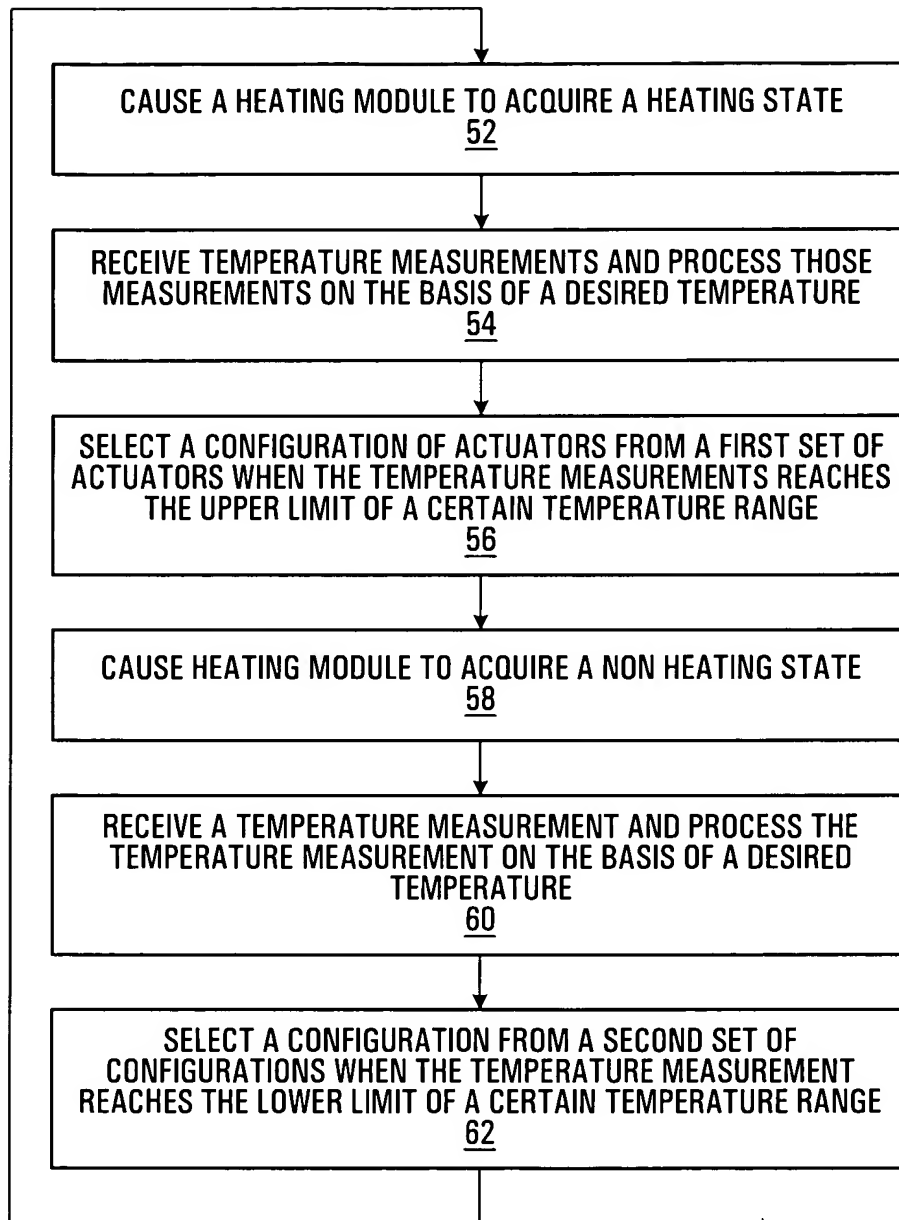 CAUSE A HEATING MODULE TO ACQUIRE A HEATING STATE
52
RECEIVE TEMPERATURE MEASUREMENTS AND PROCESS THOSE
MEASUREMENTS ON THE BASIS OF A DESIRED TEMPERATURE
54
SELECT A CONFIGURATION OF ACTUATORS FROM A FIRST SET OF
ACTUATORS WHEN THE TEMPERATURE MEASUREMENTS REACHES
THE UPPER LIMIT OF A CERTAIN TEMPERATURE RANGE
56
CAUSE HEATING MODULE TO ACQUIRE A NON HEATING STATE
58
RECEIVE A TEMPERATURE MEASUREMENT AND PROCESS THE
TEMPERATURE MEASUREMENT ON THE BASIS OF A DESIRED
TEMPERATURE
60
SELECT A CONFIGURATION FROM A SECOND SET OF
CONFIGURATIONS WHEN THE TEMPERATURE MEASUREMENT
REACHES THE LOWER LIMIT OF A CERTAIN TEMPERATURE RANGE
62